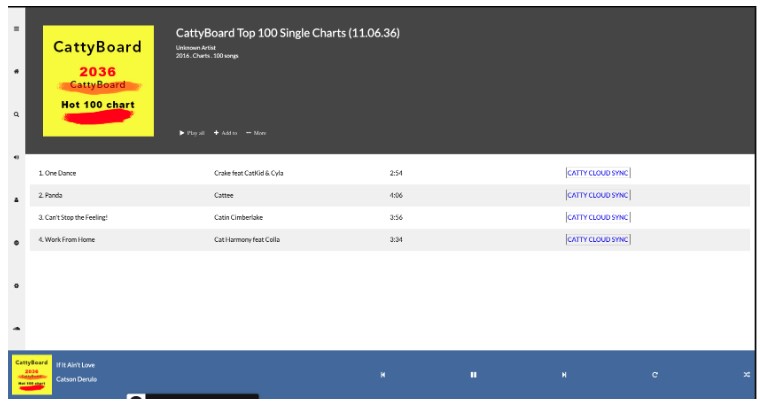 CattyBoard
2036
CattyBoard
Hot 100 chart
CattyBoard Top 100 Single Charts (11.06.36)
Unknown Artist
2016 . Charts . 100 songs
Play all Add to More
1. One Dance Crake feat CatKid & Cyla 2:54 CATTY CLOUD SYNC
2. Panda Cattee 4:06 CATTY CLOUD SYNC
3. Can't Stop the Feeling! Catin Cimberlake 3:56 CATTY CLOUD SYNC
4. Work From Home Cat Harmony feat Colla 3:34 CATTY CLOUD SYNC
CattyBoard
2036
CattyBoard
Hot 100 chart
If It Ain't Love
Catson Derulo